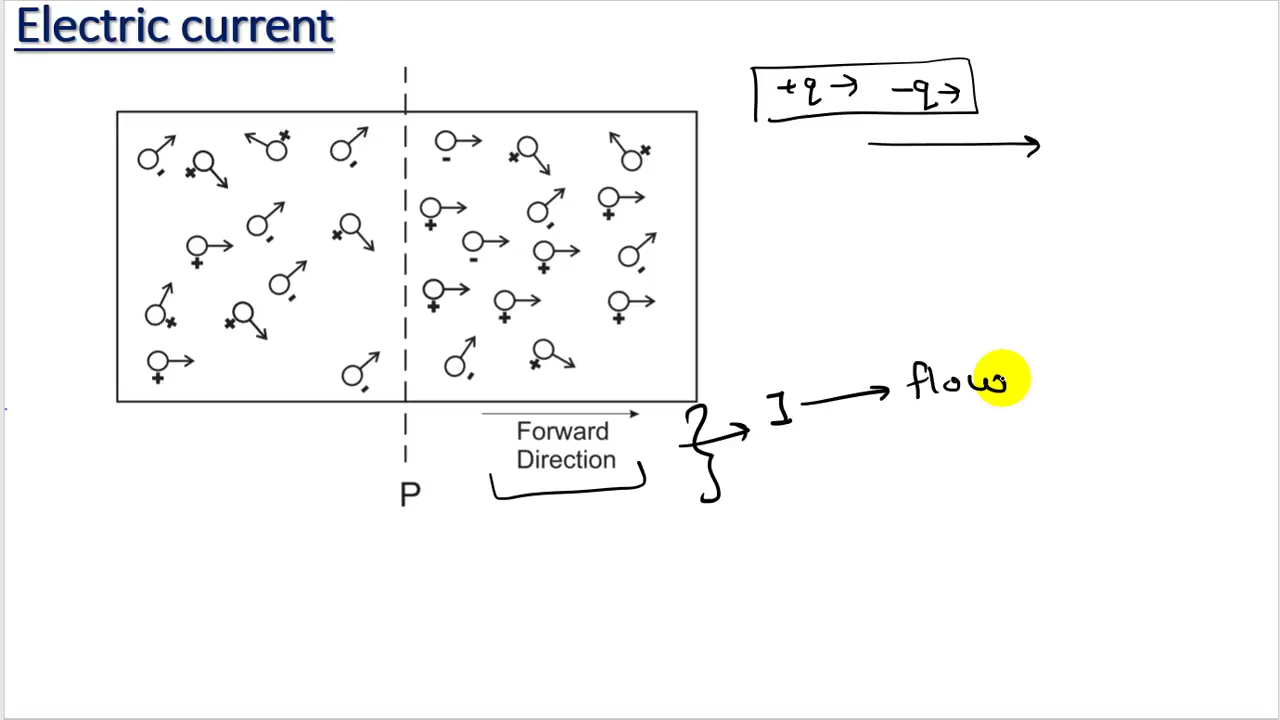 Electric current
+q → -q →
Forward
Direction
I → flow
P